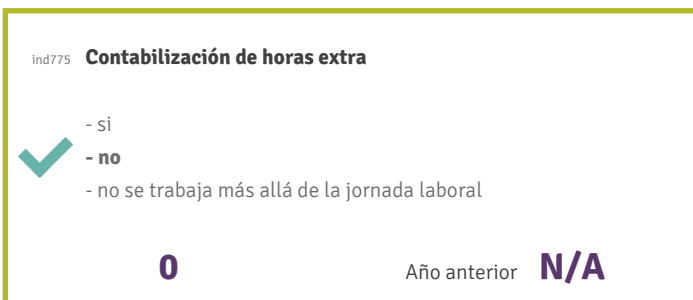 ind775 Contabilización de horas extra
- si
- no
- no se trabaja más allá de la jornada laboral
0 Año anterior N/A